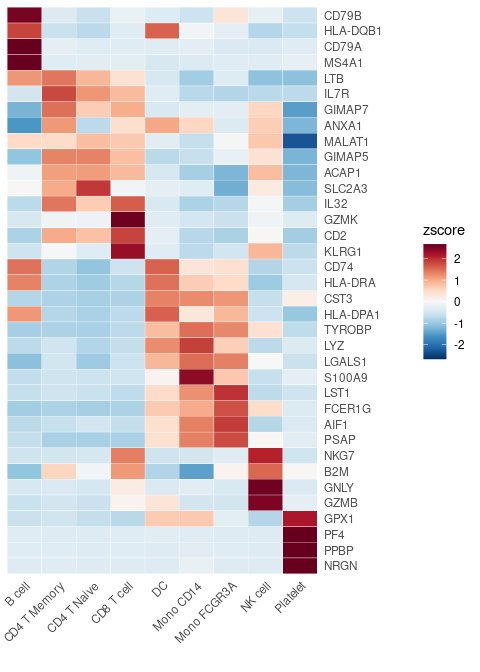 CD79B
HLA-DQB1
CD79A
MS4A1
LTB
IL7R
GIMAP7
ANXA1
MALAT1
GIMAP5
ACAP1
SLC2A3
IL32
GZMK
CD2
KLRG1
CD74
HLA-DRA
CST3
HLA-DPA1
TYROBP
LYZ
LGALS1
S100A9
LST1
FCER1G
AIF1
PSAP
NKG7
B2M
GNLY
GZMB
GPX1
PF4
PPBP
NRGN
B cell
CD4 T Memory
CD4 T Naive
CD8 T cell
DC
Mono CD14
Mono FCGR3A
NK cell
Platelet
zscore
2
1
0
-1
-2